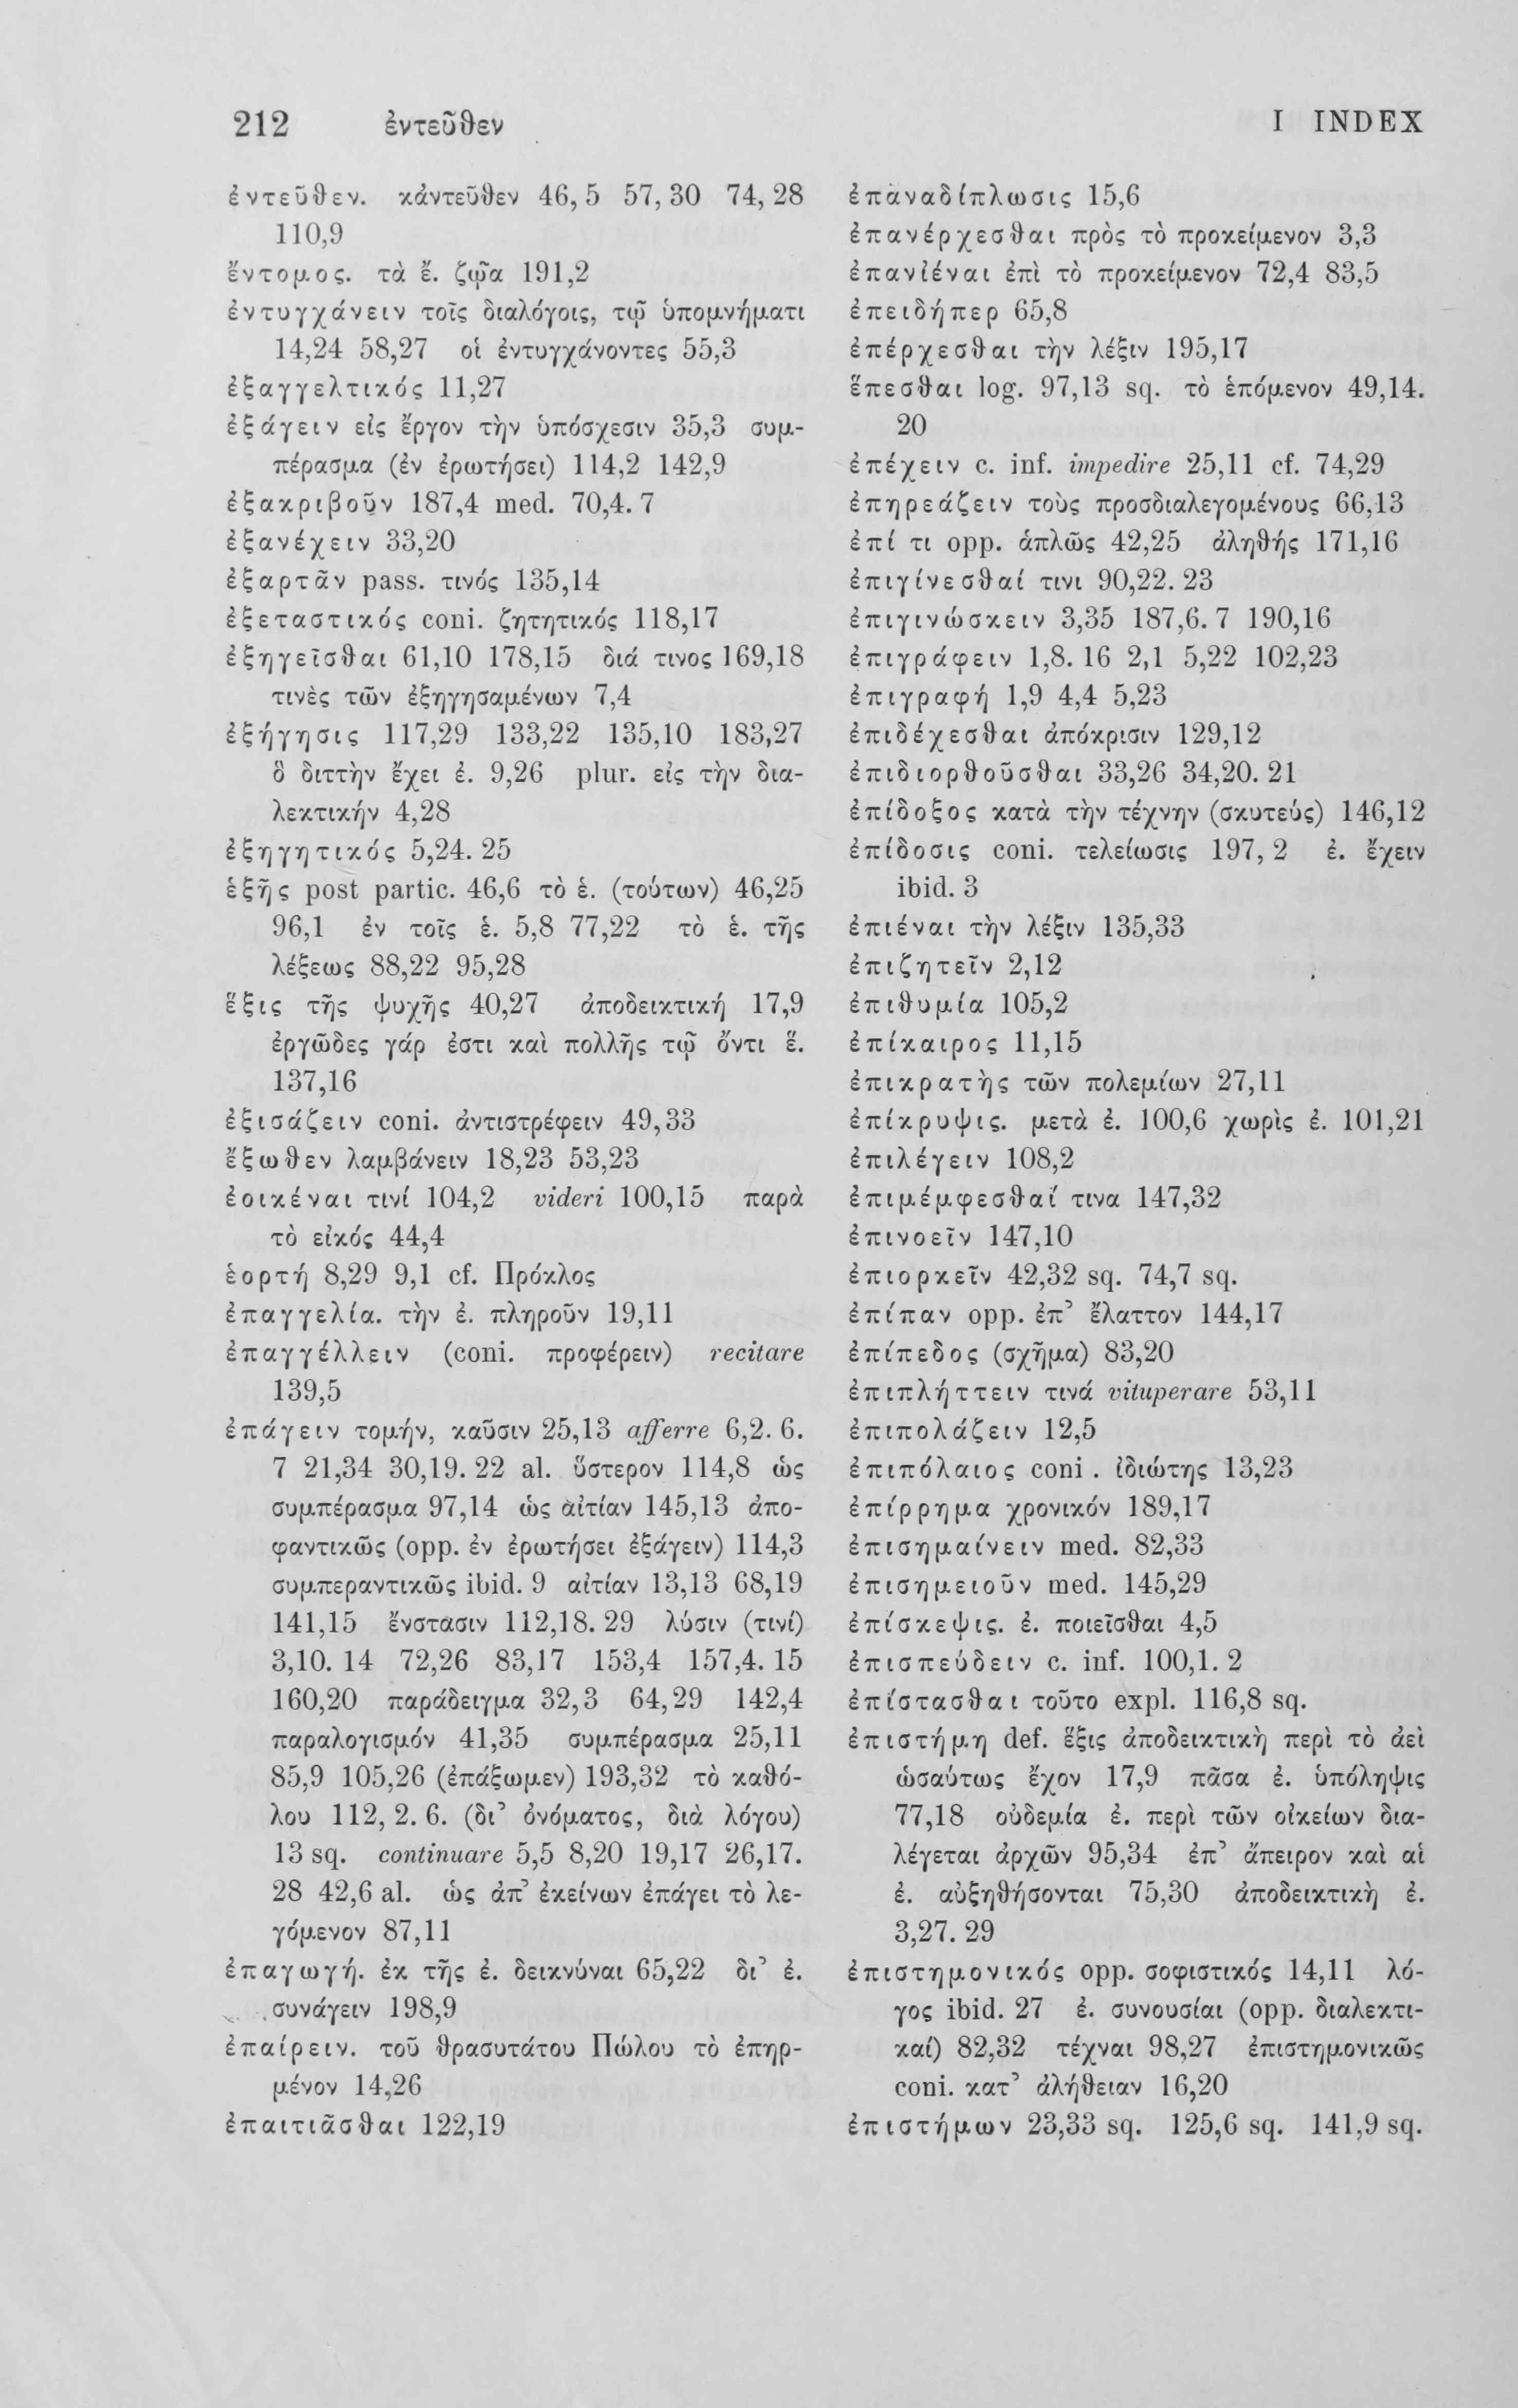 212 ἐντεῦθεν I INDEX
ἐντεῦθεν. κἀντεῦθεν 46, 5 57, 30 74, 28
110,9
ἔντομος. τὰ ἔ. ζῷα 191,2
ἐντυγχάνειν τοῖς διαλόγοις, τῷ ὑπομνήματι
14,24 58,27 οἱ ἐντυγχάνοντες 55,3
ἐξαγγελτικός 11,27
ἐξάγειν εἰς ἔργον τὴν ὑπόσχεσιν 35,3 συμ-
πέρασμα (ἐν ἐρωτήσει) 114,2 142,9
ἐξακριβοῦν 187,4 med. 70,4. 7
ἐξανέχειν 33,20
ἐξαρτᾶν pass. τινός 135,14
ἐξεταστικός coni. ζητητικός 118,17
ἐξηγεῖσθαι 61,10 178,15 διά τινος 169,18
τινὲς τῶν ἐξηγησαμένων 7,4
ἐξήγησις 117,29 133,22 135,10 183,27
ὃ διττὴν ἔχει ἐ. 9,26 plur. εἰς τὴν δια-
λεκτικήν 4,28
ἐξηγητικός 5,24. 25
ἑξῆς post partic. 46,6 τὸ ἑ. (τούτων) 46,25
96,1 ἐν τοῖς ἑ. 5,8 77,22 τὸ ἑ. τῆς
λέξεως 88,22 95,28
ἕξις τῆς ψυχῆς 40,27 ἀποδεικτική 17,9
ἐργῶδες γάρ ἐστι καὶ πολλῆς τῷ ὄντι ἕ.
137,16
ἐξισάζειν coni. ἀντιστρέφειν 49,33
ἔξωθεν λαμβάνειν 18,23 53,23
ἐοικέναι τινί 104,2 videri 100,15 παρὰ
τὸ εἰκός 44,4
ἑορτή 8,29 9,1 cf. Πρόκλος
ἐπαγγελία. τὴν ἐ. πληροῦν 19,11
ἐπαγγέλλειν (coni. προφέρειν) recitare
139,5
ἐπάγειν τομήν, καῦσιν 25,13 afferre 6,2. 6.
7 21,34 30,19. 22 al. ὕστερον 114,8 ὡς
συμπέρασμα 97,14 ὡς αἰτίαν 145,13 ἀπο-
φαντικῶς (opp. ἐν ἐρωτήσει ἐξάγειν) 114,3
συμπεραντικῶς ibid. 9 αἰτίαν 13,13 68,19
141,15 ἔνστασιν 112,18. 29 λύσιν (τινί)
3,10. 14 72,26 83,17 153,4 157,4. 15
160,20 παράδειγμα 32,3 64,29 142,4
παραλογισμόν 41,35 συμπέρασμα 25,11
85,9 105,26 (ἐπάξωμεν) 193,32 τὸ καθό-
λου 112, 2. 6. (δι’ ὀνόματος, διὰ λόγου)
13 sq. continuare 5,5 8,20 19,17 26,17.
28 42,6 al. ὡς ἀπ’ ἐκείνων ἐπάγει τὸ λε-
γόμενον 87,11
ἐπαγωγή. ἐκ τῆς ἐ. δεικνύναι 65,22 δι’ ἐ.
συνάγειν 198,9
ἐπαίρειν. τοῦ θρασυτάτου Πώλου τὸ ἐπηρ-
μένον 14,26
ἐπαιτιᾶσθαι 122,19
ἐπαναδίπλωσις 15,6
ἐπανέρχεσθαι πρὸς τὸ προκείμενον 3,3
ἐπανιέναι ἐπὶ τὸ προκείμενον 72,4 83,5
ἐπειδήπερ 65,8
ἐπέρχεσθαι τὴν λέξιν 195,17
ἕπεσθαι log. 97,13 sq. τὸ ἑπόμενον 49,14.
20
ἐπέχειν c. inf. impedire 25,11 cf. 74,29
ἐπηρεάζειν τοὺς προσδιαλεγομένους 66,13
ἐπί τι opp. ἁπλῶς 42,25 ἀληθής 171,16
ἐπιγίνεσθαί τινι 90,22. 23
ἐπιγινώσκειν 3,35 187,6. 7 190,16
ἐπιγράφειν 1,8. 16 2,1 5,22 102,23
ἐπιγραφή 1,9 4,4 5,23
ἐπιδέχεσθαι ἀπόκρισιν 129,12
ἐπιδιορθοῦσθαι 33,26 34,20. 21
ἐπίδοξος κατὰ τὴν τέχνην (σκυτεύς) 146,12
ἐπίδοσις coni. τελείωσις 197, 2 ἐ. ἔχειν
ibid. 3
ἐπιέναι τὴν λέξιν 135,33
ἐπιζητεῖν 2,12
ἐπιθυμία 105,2
ἐπίκαιρος 11,15
ἐπικρατὴς τῶν πολεμίων 27,11
ἐπίκρυψις. μετὰ ἐ. 100,6 χωρὶς ἐ. 101,21
ἐπιλέγειν 108,2
ἐπιμέμφεσθαί τινα 147,32
ἐπινοεῖν 147,10
ἐπιορκεῖν 42,32 sq. 74,7 sq.
ἐπίπαν opp. ἐπ’ ἔλαττον 144,17
ἐπίπεδος (σχῆμα) 83,20
ἐπιπλήττειν τινά vituperare 53,11
ἐπιπολάζειν 12,5
ἐπιπόλαιος coni. ἰδιώτης 13,23
ἐπίρρημα χρονικόν 189,17
ἐπισημαίνειν med. 82,33
ἐπισημειοῦν med. 145,29
ἐπίσκεψις. ἐ. ποιεῖσθαι 4,5
ἐπισπεύδειν c. inf. 100,1. 2
ἐπίστασθαι τοῦτο expl. 116,8 sq.
ἐπιστήμη def. ἕξις ἀποδεικτικὴ περὶ τὸ ἀεὶ
ὡσαύτως ἔχον 17,9 πᾶσα ἐ. ὑπόληψις
77,18 οὐδεμία ἐ. περὶ τῶν οἰκείων δια-
λέγεται ἀρχῶν 95,34 ἐπ’ ἄπειρον καὶ αἱ
ἐ. αὐξηθήσονται 75,30 ἀποδεικτικὴ ἐ.
3,27. 29
ἐπιστημονικός opp. σοφιστικός 14,11 λό-
γος ibid. 27 ἐ. συνουσίαι (opp. διαλεκτι-
καί) 82,32 τέχναι 98,27 ἐπιστημονικῶς
coni. κατ’ ἀλήθειαν 16,20
ἐπιστήμων 23,33 sq. 125,6 sq. 141,9 sq.